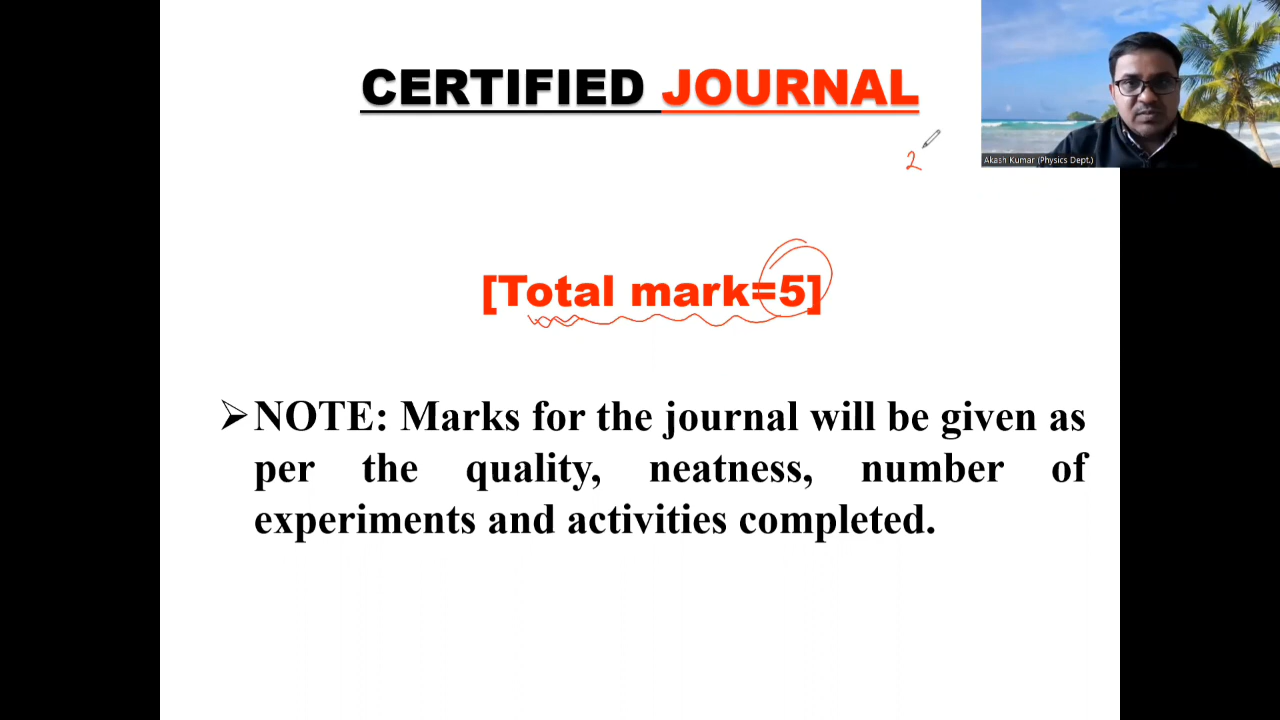 CERTIFIED JOURNAL
Akash Kumar (Physics Dept.)
2
[Total mark=5]
➢NOTE: Marks for the journal will be given as
per the quality, neatness, number of
experiments and activities completed.